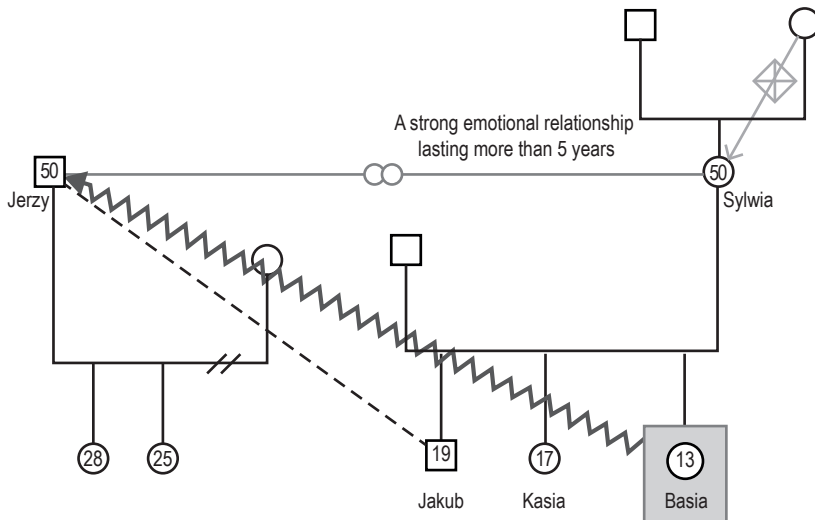 A strong emotional relationship
lasting more than 5 years
50
50
Jerzy
Sylwia
28
25
19
17
13
Jakub
Kasia
Basia